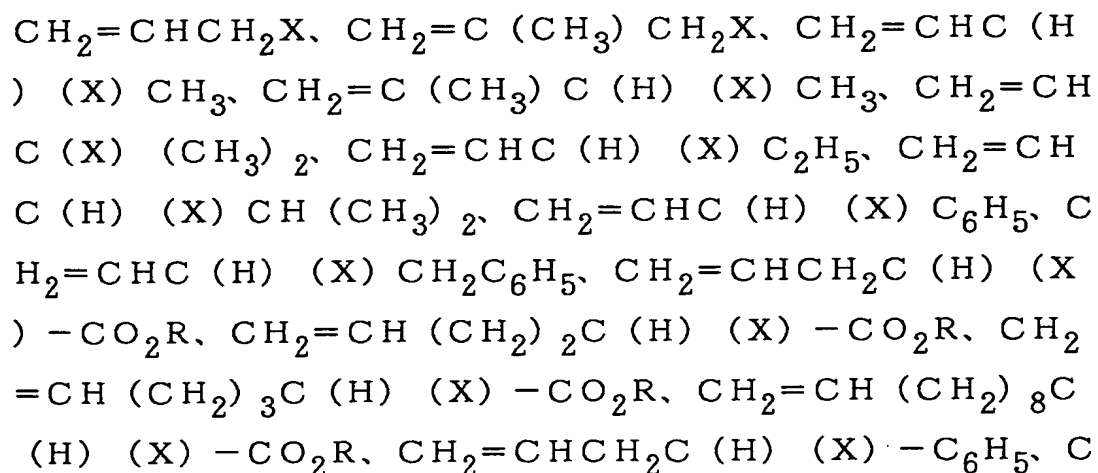 CH₂=CHCH₂X、CH₂=C(CH₃)CH₂X、CH₂=CHC(H
)(X)CH₃、CH₂=C(CH₃)C(H)(X)CH₃、CH₂=CH
C(X)(CH₃)₂、CH₂=CHC(H)(X)C₂H₅、CH₂=CH
C(H)(X)CH(CH₃)₂、CH₂=CHC(H)(X)C₆H₅、C
H₂=CHC(H)(X)CH₂C₆H₅、CH₂=CHCH₂C(H)(X
)-CO₂R、CH₂=CH(CH₂)₂C(H)(X)-CO₂R、CH₂
=CH(CH₂)₃C(H)(X)-CO₂R、CH₂=CH(CH₂)₈C
(H)(X)-CO₂R、CH₂=CHCH₂C(H)(X)-C₆H₅、C